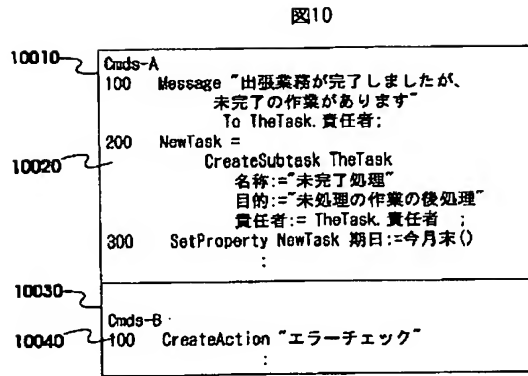 図10
10010
Cmds-A
100 Message "出張業務が完了しましたが、
未完了の作業があります"
To TheTask.責任者;
10020
200 NewTask =
CreateSubtask TheTask
名称:="未完了処理"
目的:="未処理の作業の後処理"
責任者:= TheTask.責任者 ;
300 SetProperty NewTask 期日:=今月末()
:
10030
Cmds-B
10040
100 CreateAction "エラーチェック"
: